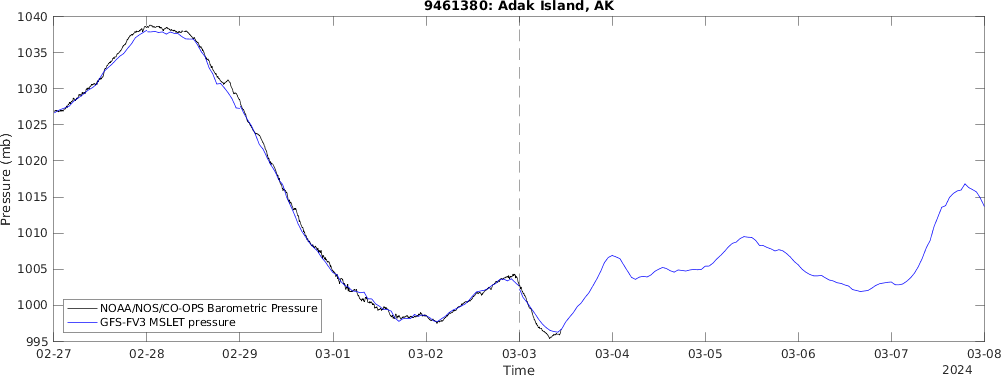 9461380: Adak Island, AK
1040
1035
1030
1025
1020
1015
1010
1005
1000
995
Pressure (mb)
NOAA/NOS/CO-OPS Barometric Pressure
GFS-FV3 MSLET pressure
02-27 02-28 02-29 03-01 03-02 03-03 03-04 03-05 03-06 03-07 03-08
Time
2024